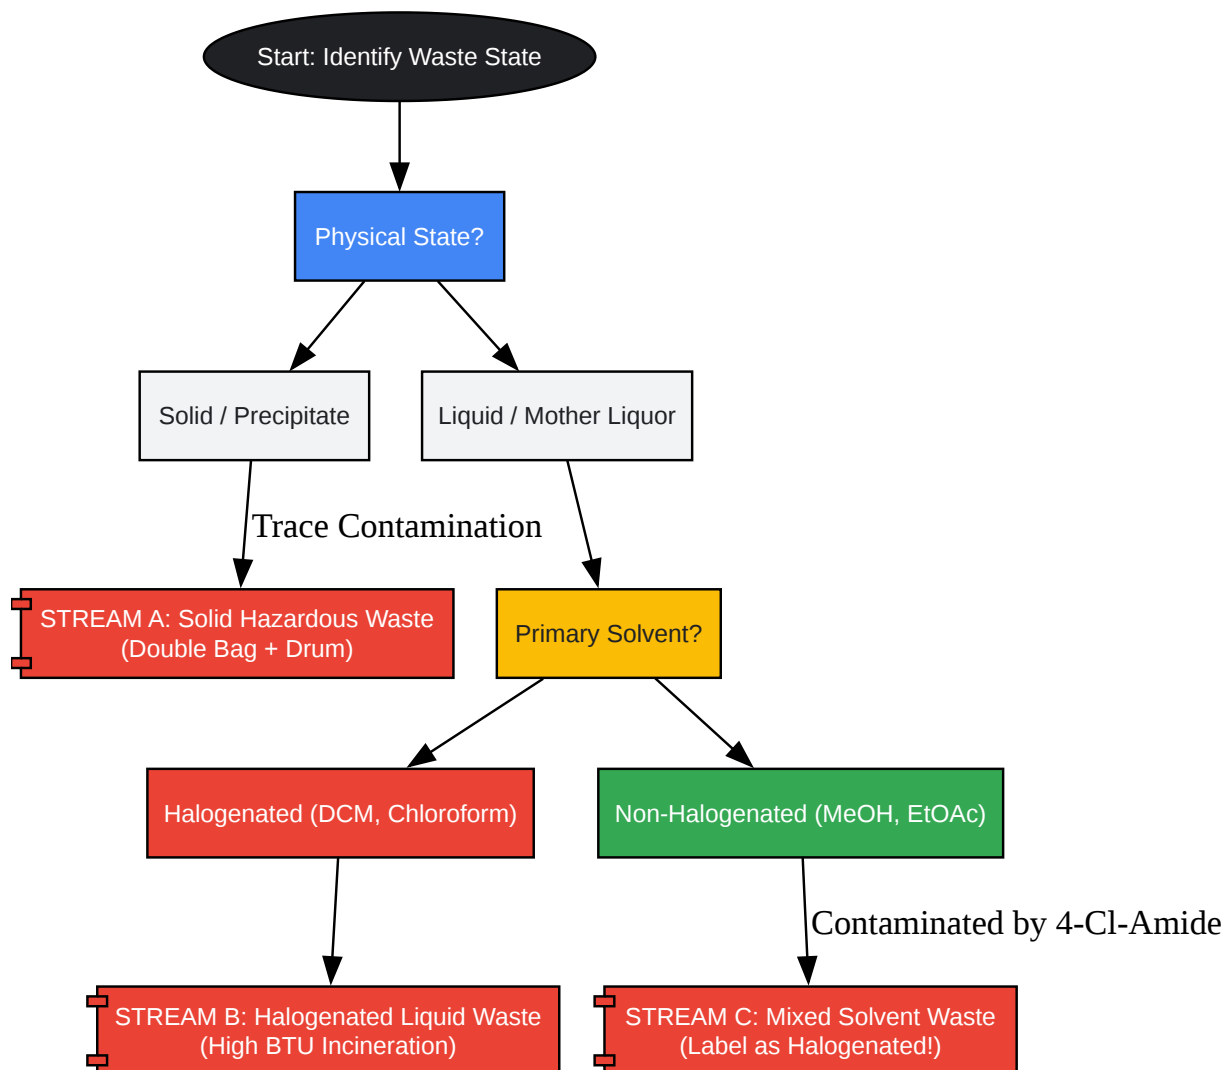 Start: Identify Waste State
Physical State?
Solid / Precipitate
Liquid / Mother Liquor
Trace Contamination
STREAM A: Solid Hazardous Waste
(Double Bag + Drum)
Primary Solvent?
Halogenated (DCM, Chloroform)
Non-Halogenated (MeOH, EtOAc)
Contaminated by 4-Cl-Amide
STREAM B: Halogenated Liquid Waste
(High BTU Incineration)
STREAM C: Mixed Solvent Waste
(Label as Halogenated!)